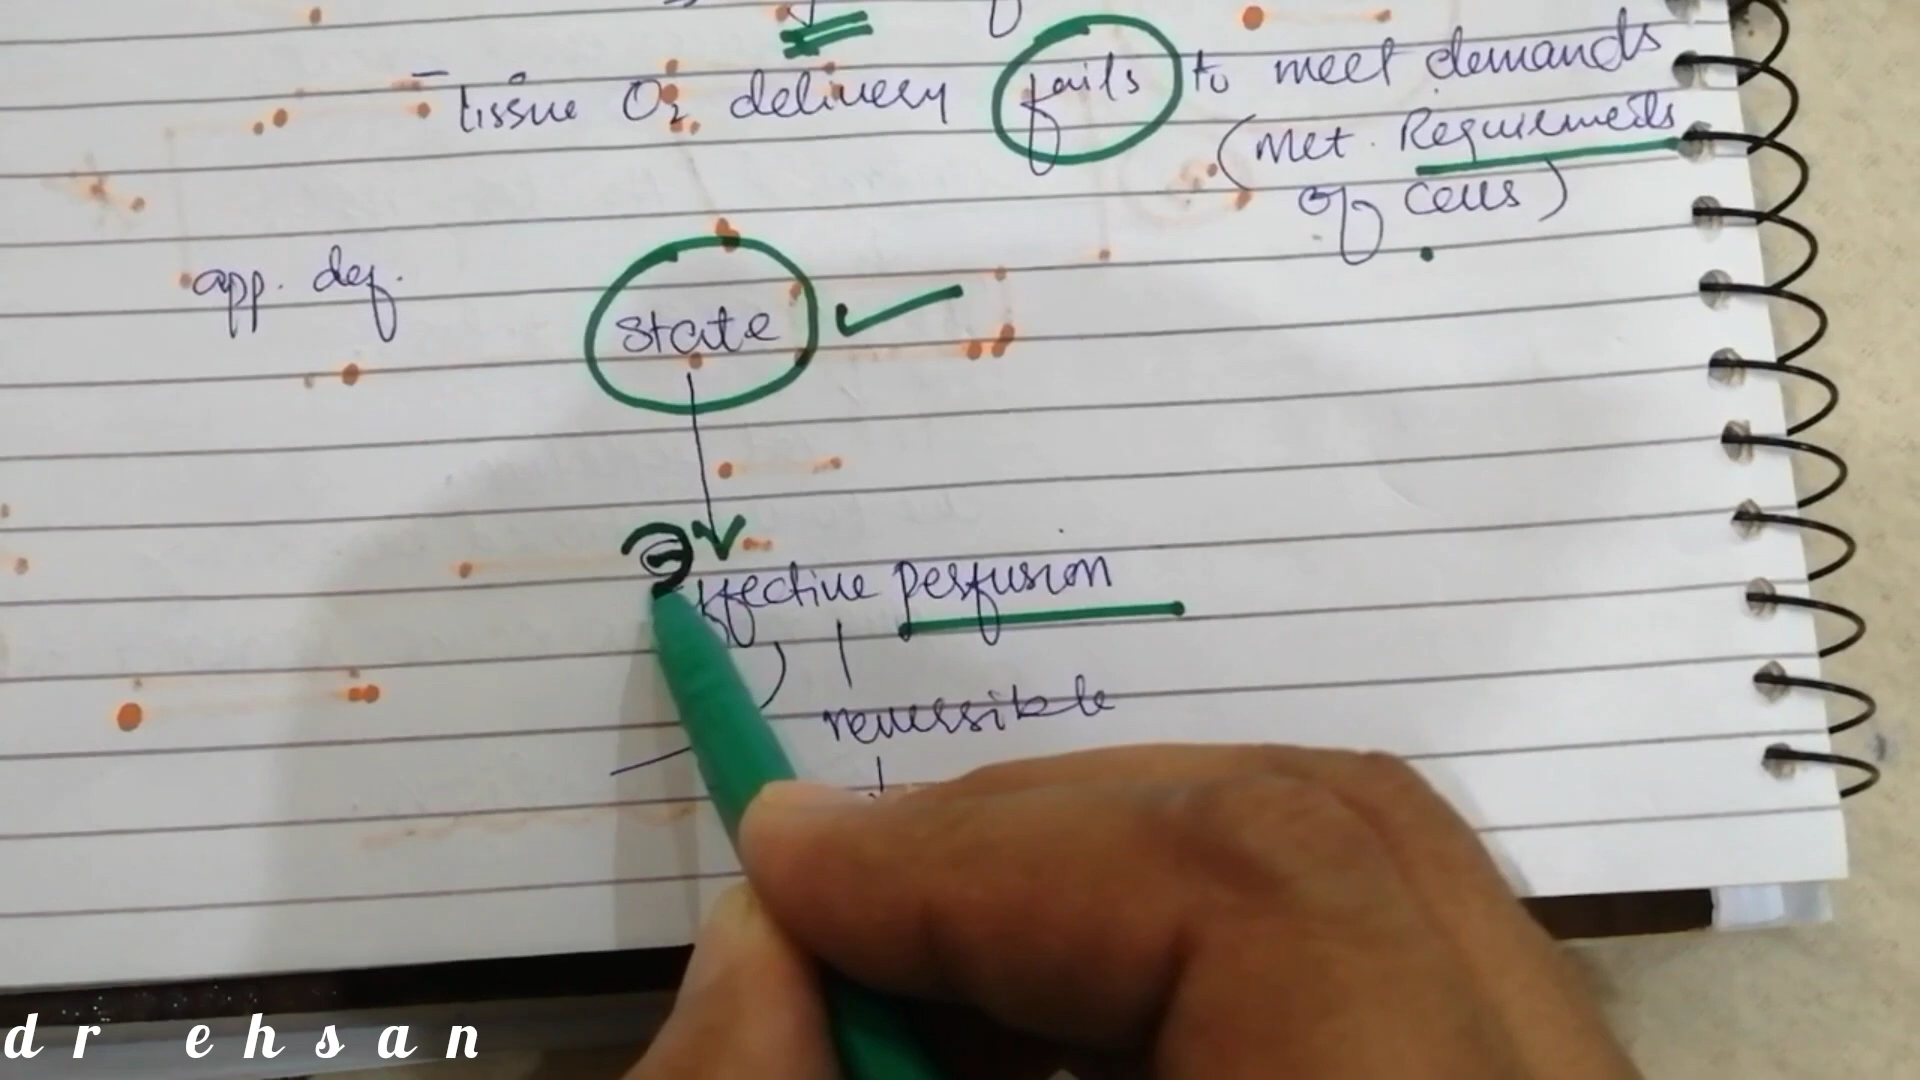 tissue O2 delivery fails to meet demands
(met. Requirements
of cells)
app. def.
state
effective perfusion
reversible
dr ehsan